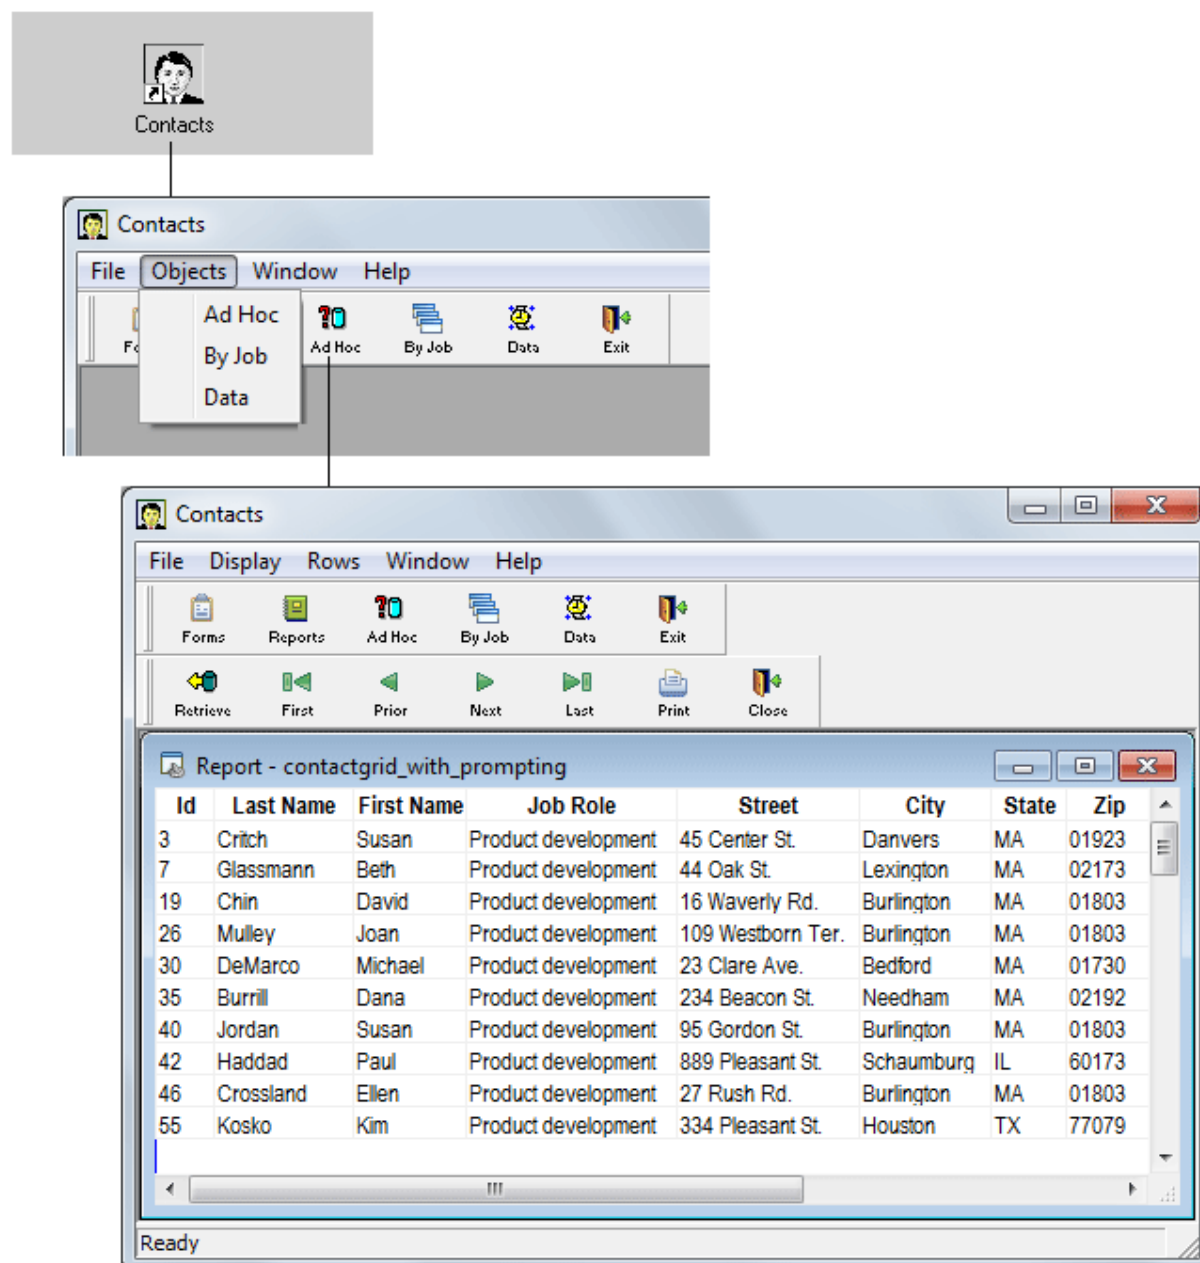 Contacts
Contacts
File Objects Window Help
Ad Hoc
By Job
Data
Ad Hoc By Job Data Exit
Contacts
File Display Rows Window Help
Forms Reports Ad Hoc By Job Data Exit
Retrieve First Prior Next Last Print Close
Report - contactgrid_with_prompting
Id Last Name First Name Job Role Street City State Zip
3 Critch Susan Product development 45 Center St. Danvers MA 01923
7 Glassmann Beth Product development 44 Oak St. Lexington MA 02173
19 Chin David Product development 16 Waverly Rd. Burlington MA 01803
26 Mulley Joan Product development 109 Westborn Ter. Burlington MA 01803
30 DeMarco Michael Product development 23 Clare Ave. Bedford MA 01730
35 Burrill Dana Product development 234 Beacon St. Needham MA 02192
40 Jordan Susan Product development 95 Gordon St. Burlington MA 01803
42 Haddad Paul Product development 889 Pleasant St. Schaumburg IL 60173
46 Crossland Ellen Product development 27 Rush Rd. Burlington MA 01803
55 Kosko Kim Product development 334 Pleasant St. Houston TX 77079
Ready